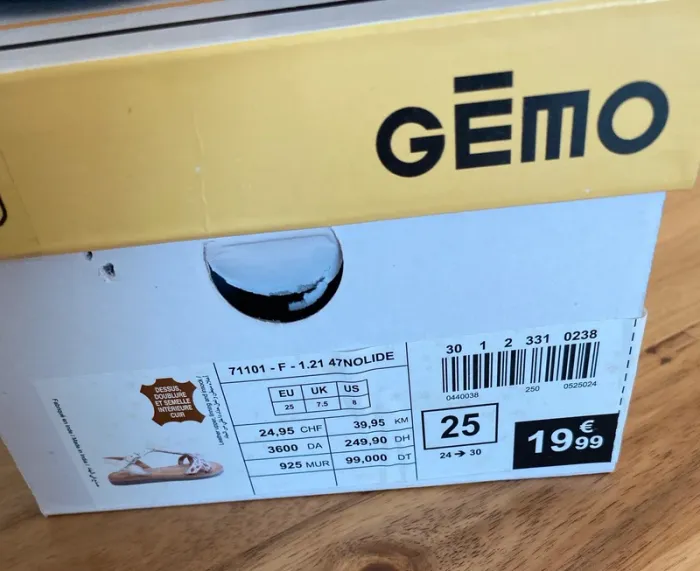 GĒMO
71101 - F - 1.21 47NOLIDE
EU UK US
25 7.5 8
24,95 CHF 39,95 KM
3600 DA 249,90 DH
925 MUR 99,000 DT
30 1 2 331 0238
0440038 250 0525024
25
24 → 30
19€99
DESSUS,
DOUBLURE
ET SEMELLE
INTÉRIEURE
CUIR